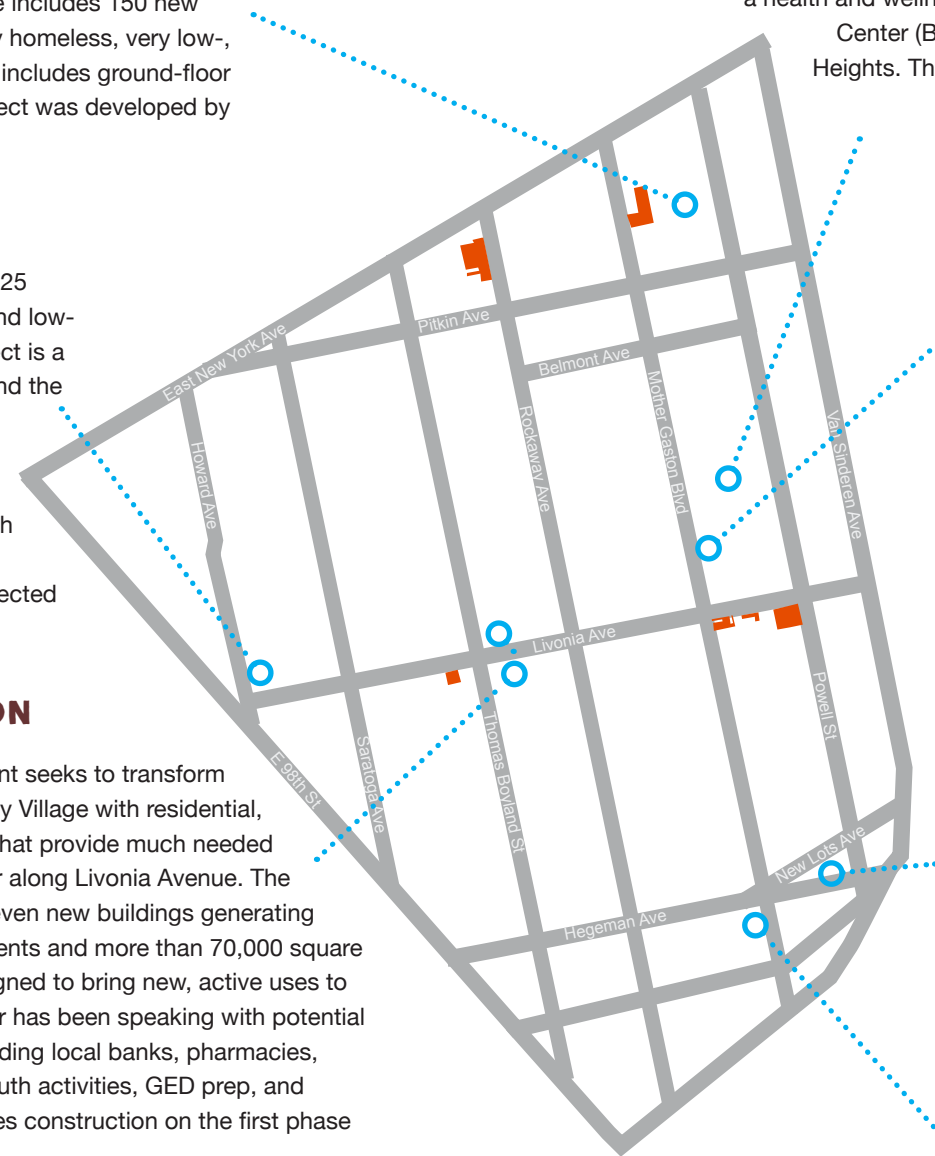 e includes 150 new
y homeless, very low-,
includes ground-floor
ect was developed by
a health and welln
Center (B
Heights. Th
25
nd low-
ct is a
nd the
h
ected
ON
nt seeks to transform
y Village with residential,
that provide much needed
r along Livonia Avenue. The
even new buildings generating
ents and more than 70,000 square
gned to bring new, active uses to
r has been speaking with potential
ding local banks, pharmacies,
uth activities, GED prep, and
es construction on the first phase
East New York Ave
Pitkin Ave
Belmont Ave
Howard Ave
Rockaway Ave
Mother Gaston Blvd
Van Sinderen Ave
Livonia Ave
E 98th St
Saratoga Ave
Thomas Boyland St
Powell St
New Lots Ave
Hegeman Ave